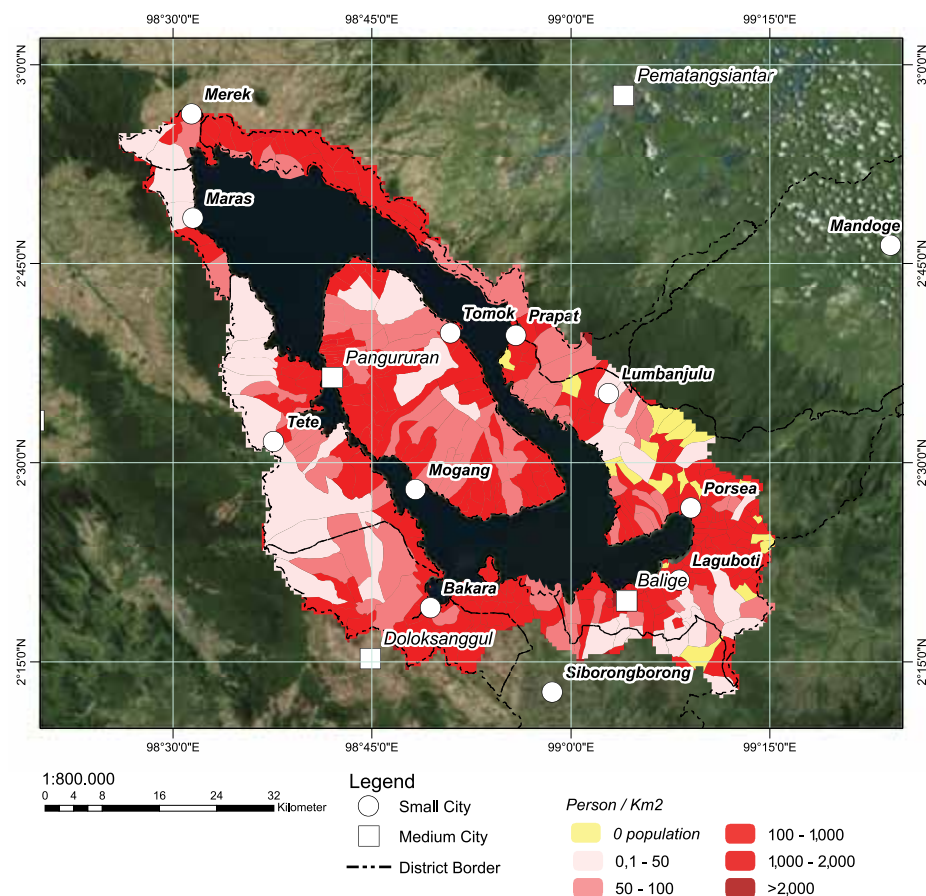 98°30'0"E 98°45'0"E 99°0'0"E 99°15'0"E
3°0'0"N 3°0'0"N
Pematangsiantar
Merek
Maras
Mandoge
2°45'0"N 2°45'0"N
Tomok Prapat
Pangururan
Lumbanjulu
Tete
2°30'0"N 2°30'0"N
Mogang
Porsea
Laguboti
Balige
Bakara
Doloksanggul
2°15'0"N 2°15'0"N
Siborongborong
98°30'0"E 98°45'0"E 99°0'0"E 99°15'0"E
1:800.000
0 4 8 16 24 32
Kilometer
Legend
Small City
Medium City
District Border
Person / Km2
0 population
0,1 - 50
50 - 100
100 - 1,000
1,000 - 2,000
>2,000